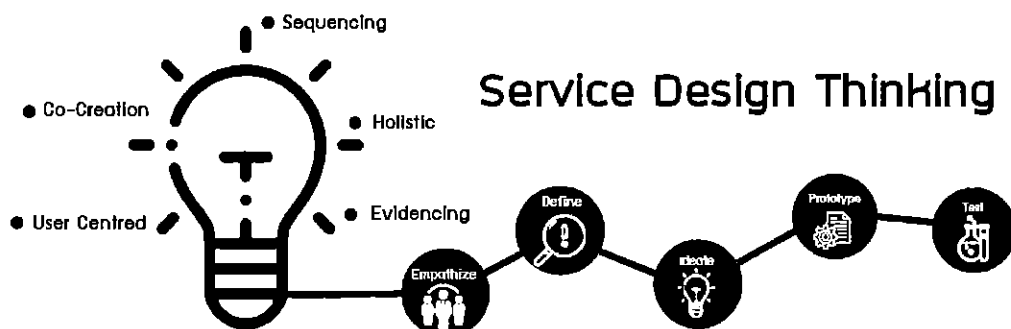 Sequencing
Service Design Thinking
Co-Creation
Holistic
User Centred
Evidencing
Empathize
Define
Ideate
Prototype
Test